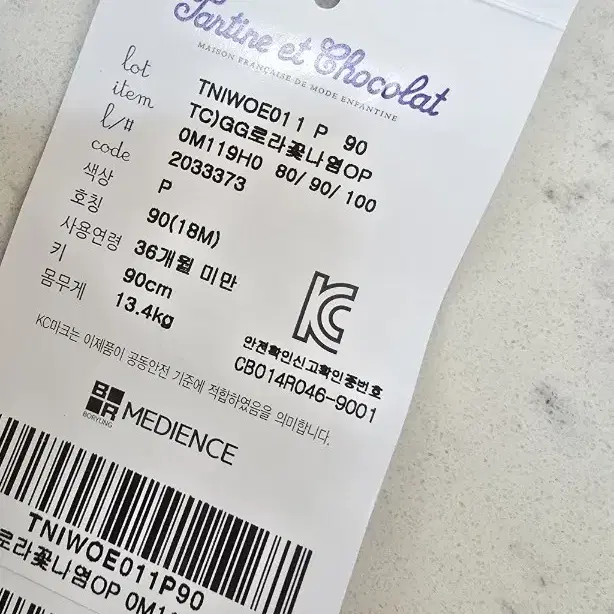 Tartine et Chocolat
MAISON FRANÇAISE DE MODE ENFANTINE
lot TNIWOE011 P 90
item TC)GG로라꽃나염OP
l/# 0M119H0 80/ 90/ 100
code 2033373
색상 P
호칭 90(18M)
사용연령 36개월 미만
키 90cm
몸무게 13.4kg
안전확인신고확인증번호
CB014R046-9001
KC마크는 이제품이 공통안전 기준에 적합하였음을 의미합니다.
BR
BORYUNG
MEDIENCE
TNIWOE011P90
로라꽃나염OP 0M119